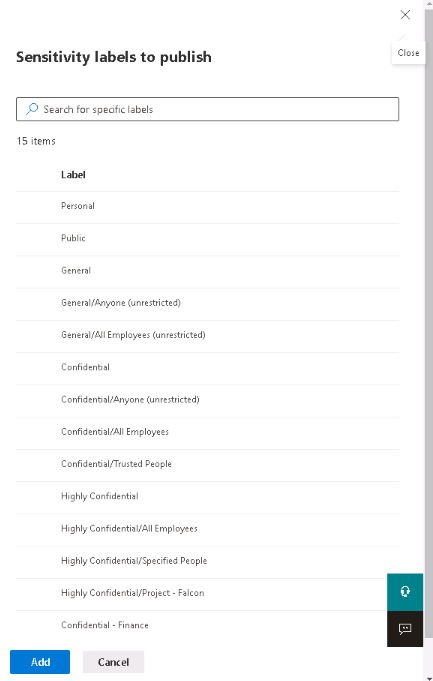 Close
Sensitivity labels to publish
Search for specific labels
15 items
Label
Personal
Public
General
General/Anyone (unrestricted)
General/All Employees (unrestricted)
Confidential
Confidential/Anyone (unrestricted)
Confidential/All Employees
Confidential/Trusted People
Highly Confidential
Highly Confidential/All Employees
Highly Confidential/Specified People
Highly Confidential/Project - Falcon
Confidential - Finance
Add Cancel